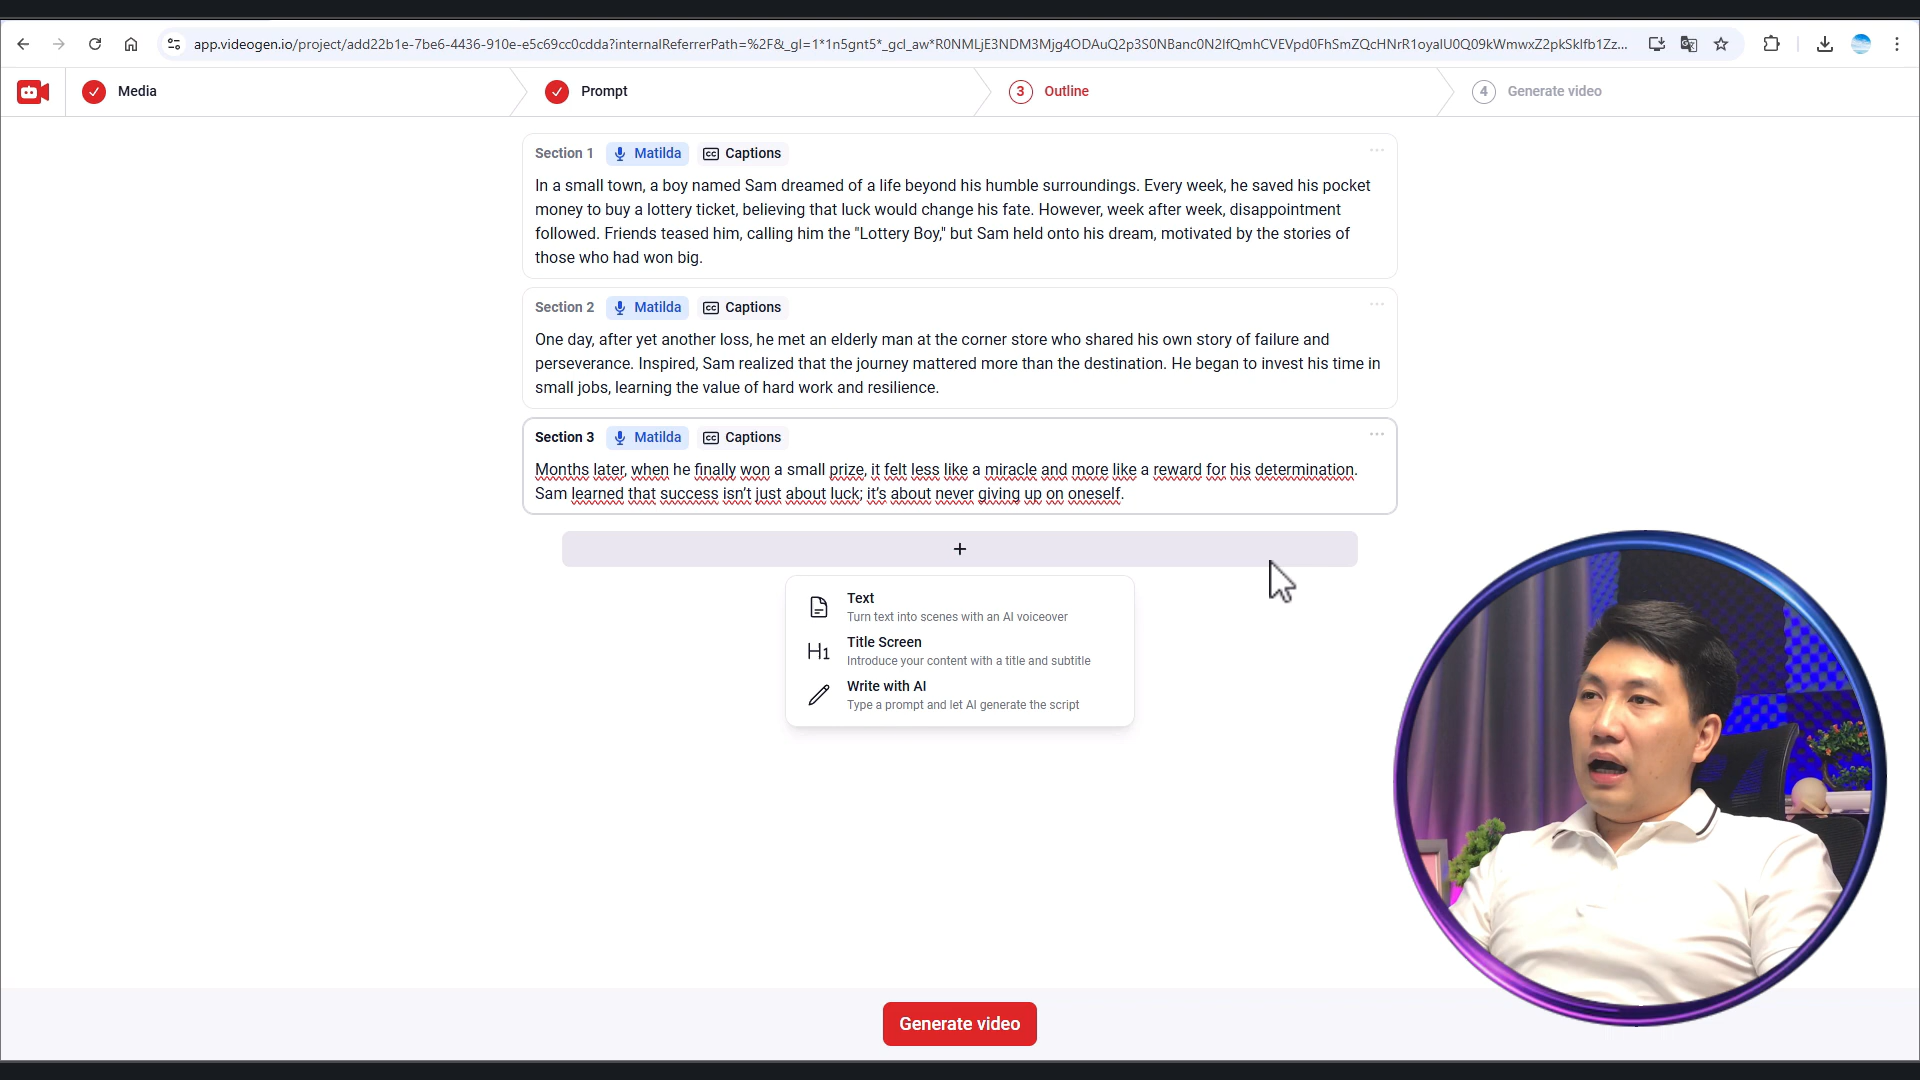 app.videogen.io/project/add22b1e-7be6-4436-910e-e5c69cc0cdda?internalReferrerPath=%2F&_gl=1*1n5gnt5*_gcl_aw*
Media
Prompt
3 Outline
4 Generate video
Section 1 Matilda CC Captions
In a small town, a boy named Sam dreamed of a life beyond his humble surroundings. Every week, he saved his pocket
money to buy a lottery ticket, believing that luck would change his fate. However, week after week, disappointment
followed. Friends teased him, calling him the "Lottery Boy," but Sam held onto his dream, motivated by the stories of
those who had won big.
Section 2 Matilda CC Captions
One day, after yet another loss, he met an elderly man at the corner store who shared his own story of failure and
perseverance. Inspired, Sam realized that the journey mattered more than the destination. He began to invest his time in
small jobs, learning the value of hard work and resilience.
Section 3 Matilda CC Captions
Months later, when he finally won a small prize, it felt less like a miracle and more like a reward for his determination.
Sam learned that success isn’t just about luck; it’s about never giving up on oneself.
+
Text
Turn text into scenes with an AI voiceover
H1 Title Screen
Introduce your content with a title and subtitle
Write with AI
Type a prompt and let AI generate the script
Generate video